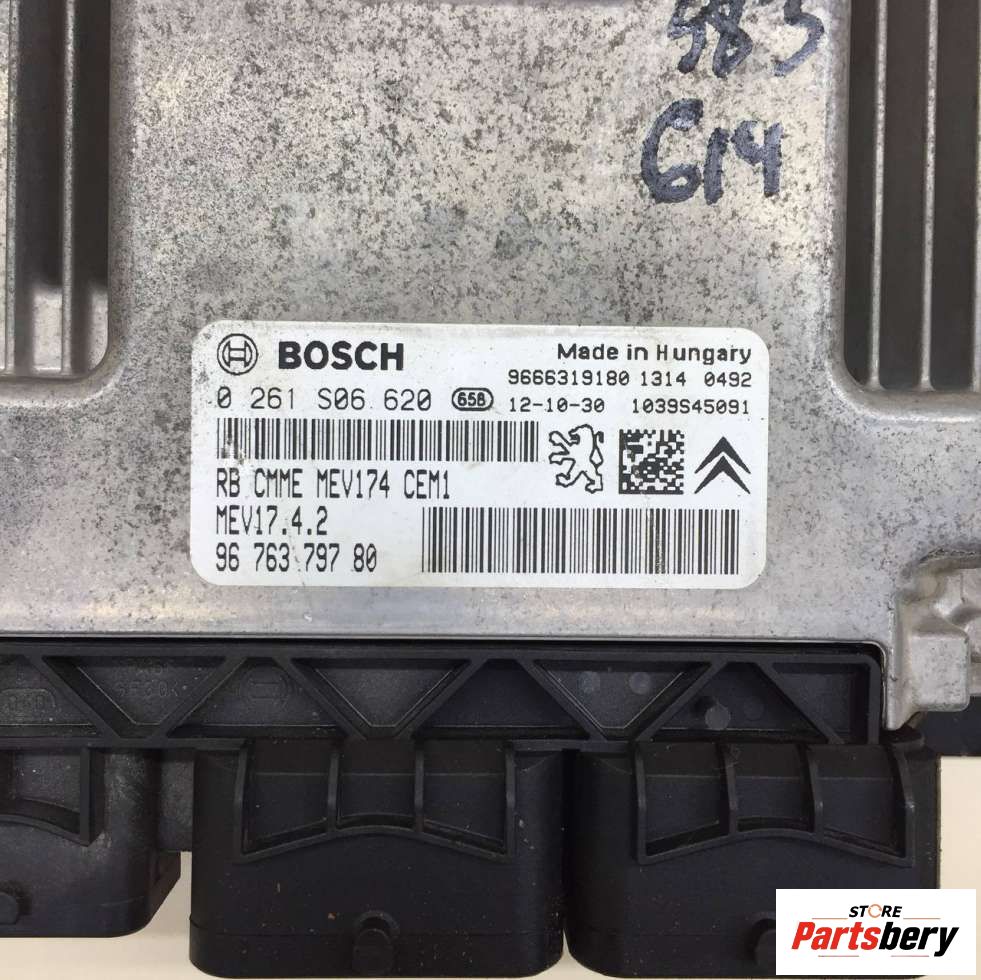 583
614
BOSCH
Made in Hungary
9666319180 1314 0492
0 261 S06 620 658 12-10-30 1039S45091
RB CMME MEV174 CEM1
MEV17.4.2
96 763 797 80
STORE
Partsbery